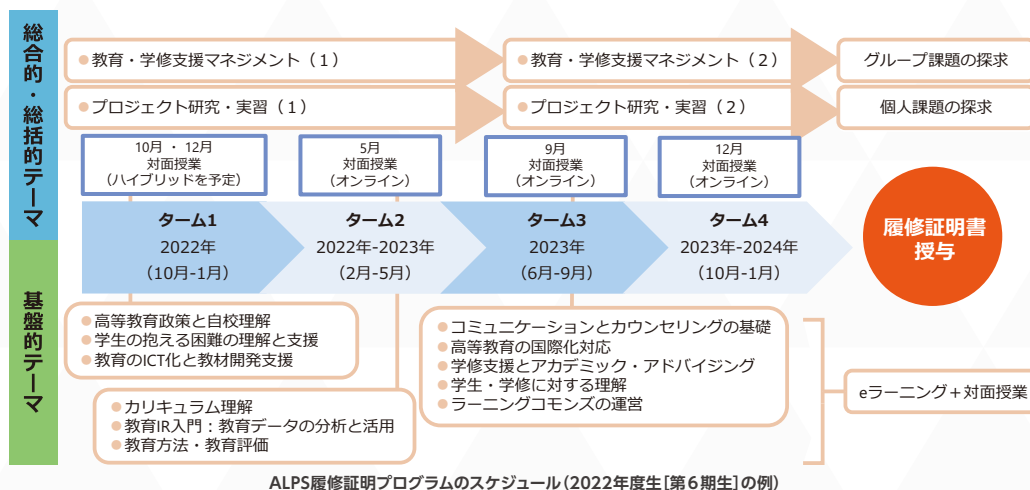 総合的・総括的テーマ
●教育・学修支援マネジメント（１）
●教育・学修支援マネジメント（２）
グループ課題の探求
●プロジェクト研究・実習（１）
●プロジェクト研究・実習（２）
個人課題の探求
10月 ・ 12月
対面授業
（ハイブリッドを予定）
5月
対面授業
（オンライン）
9月
対面授業
（オンライン）
12月
対面授業
（オンライン）
ターム1
2022年
（10月-1月）
ターム2
2022年-2023年
（2月-5月）
ターム3
2023年
（6月-9月）
ターム4
2023年-2024年
（10月-1月）
履修証明書
授与
基盤的テーマ
●高等教育政策と自校理解
●学生の抱える困難の理解と支援
●教育のICT化と教材開発支援
●カリキュラム理解
●教育IR入門：教育データの分析と活用
●教育方法・教育評価
●コミュニケーションとカウンセリングの基礎
●高等教育の国際化対応
●学修支援とアカデミック・アドバイジング
●学生・学修に対する理解
●ラーニングコモンズの運営
eラーニング＋対面授業
ALPS履修証明プログラムのスケジュール（2022年度生［第６期生］の例）